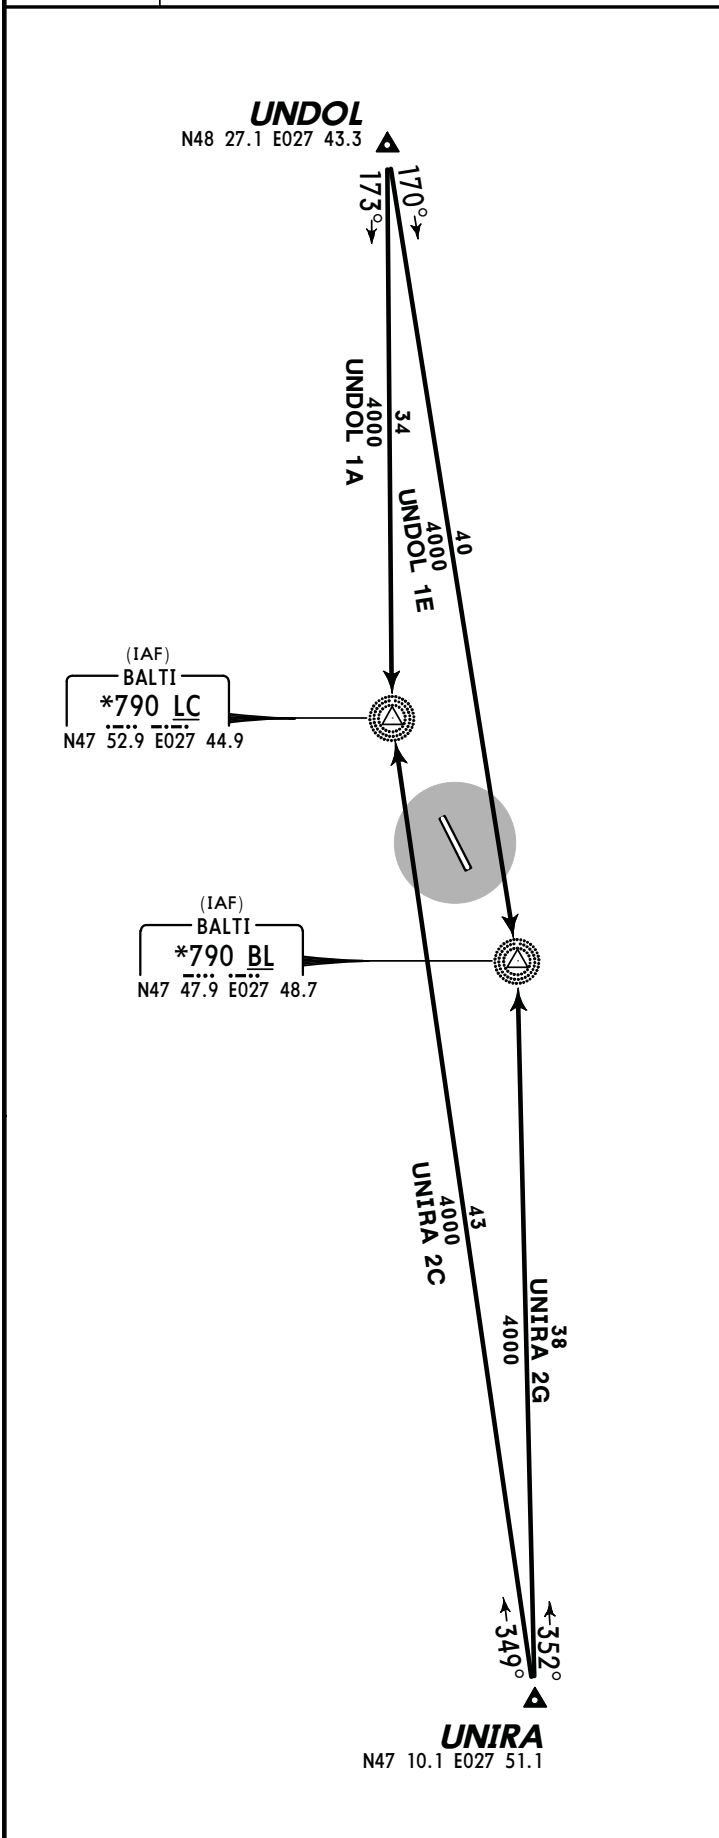 UNDOL
N48 27.1 E027 43.3
173°
170°
UNDOL 1A
4000
34
UNDOL 1E
4000
40
(IAF)
BALTI
*790 LC
N47 52.9 E027 44.9
(IAF)
BALTI
*790 BL
N47 47.9 E027 48.7
UNIRA 2C
4000
43
4000
UNIRA 2G
38
349°
352°
UNIRA
N47 10.1 E027 51.1